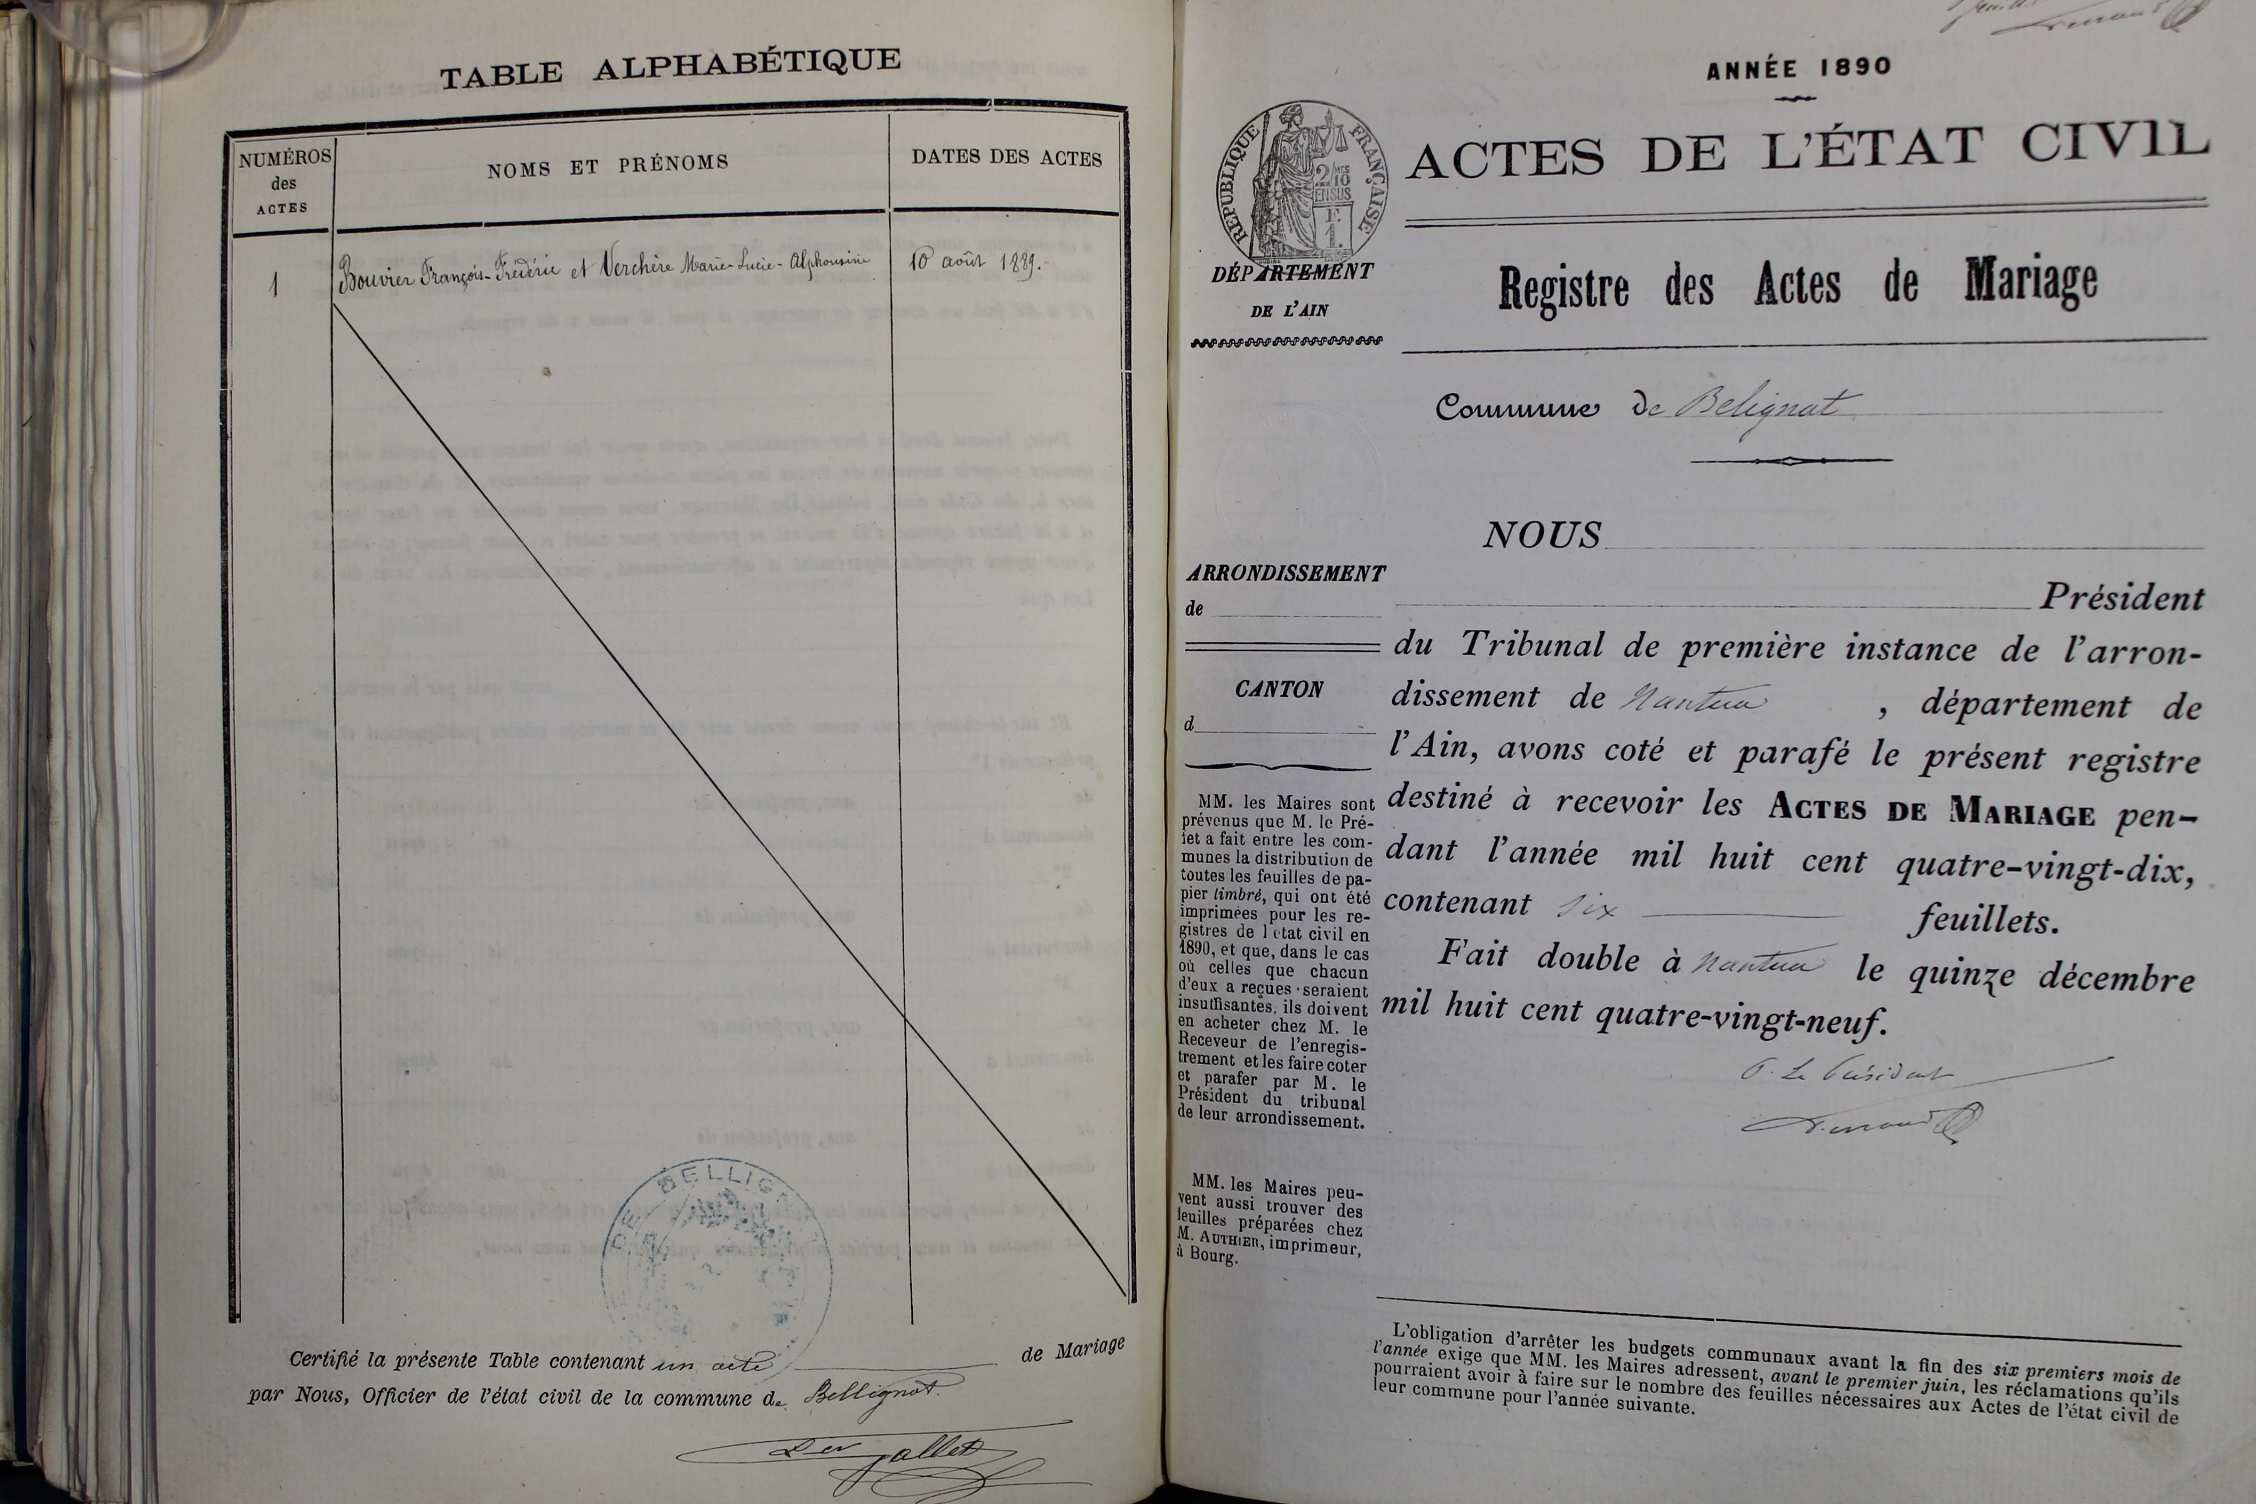 TABLE ALPHABÉTIQUE
NUMÉROS
des
ACTES
NOMS ET PRÉNOMS
DATES DES ACTES
1
Bouvier François-Frédéric et Verchère Marie-Lucie-Alphonsine
10 août 1889.
DE BELLIG
Certifié la présente Table contenant un acte de Mariage
par Nous, Officier de l'état civil de la commune de Bellignat.
ANNÉE 1890
RÉPUBLIQUE FRANÇAISE
2/10
EN SUS
ACTES DE L'ÉTAT CIVIL
DÉPARTEMENT
DE L'AIN
Registre des Actes de Mariage
Commune de Belignat
NOUS
ARRONDISSEMENT
de
CANTON
d
Président
du Tribunal de première instance de l'arron-
dissement de Nantua , département de
l'Ain, avons coté et parafé le présent registre
destiné à recevoir les ACTES DE MARIAGE pen-
dant l'année mil huit cent quatre-vingt-dix,
contenant six feuillets.
Fait double à Nantua le quinze décembre
mil huit cent quatre-vingt-neuf.
P. Le Président
MM. les Maires sont
prévenus que M. le Pré-
fet a fait entre les com-
munes la distribution de
toutes les feuilles de pa-
pier timbré, qui ont été
imprimées pour les re-
gistres de l'état civil en
1890, et que, dans le cas
où celles que chacun
d'eux a reçues seraient
insuffisantes, ils doivent
en acheter chez M. le
Receveur de l'enregis-
trement et les faire coter
et parafer par M. le
Président du tribunal
de leur arrondissement.
MM. les Maires peu-
vent aussi trouver des
feuilles préparées chez
M. AUTHIER, imprimeur,
à Bourg.
L'obligation d'arrêter les budgets communaux avant la fin des six premiers mois de
l'année exige que MM. les Maires adressent, avant le premier juin, les réclamations qu'ils
pourraient avoir à faire sur le nombre des feuilles nécessaires aux Actes de l'état civil de
leur commune pour l'année suivante.